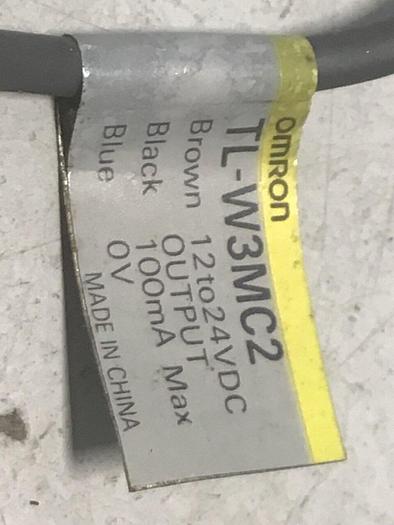 OMRON
TL-W3MC2
Brown 12to24VDC
Black OUTPUT
100mA Max
Blue 0V
MADE IN CHINA